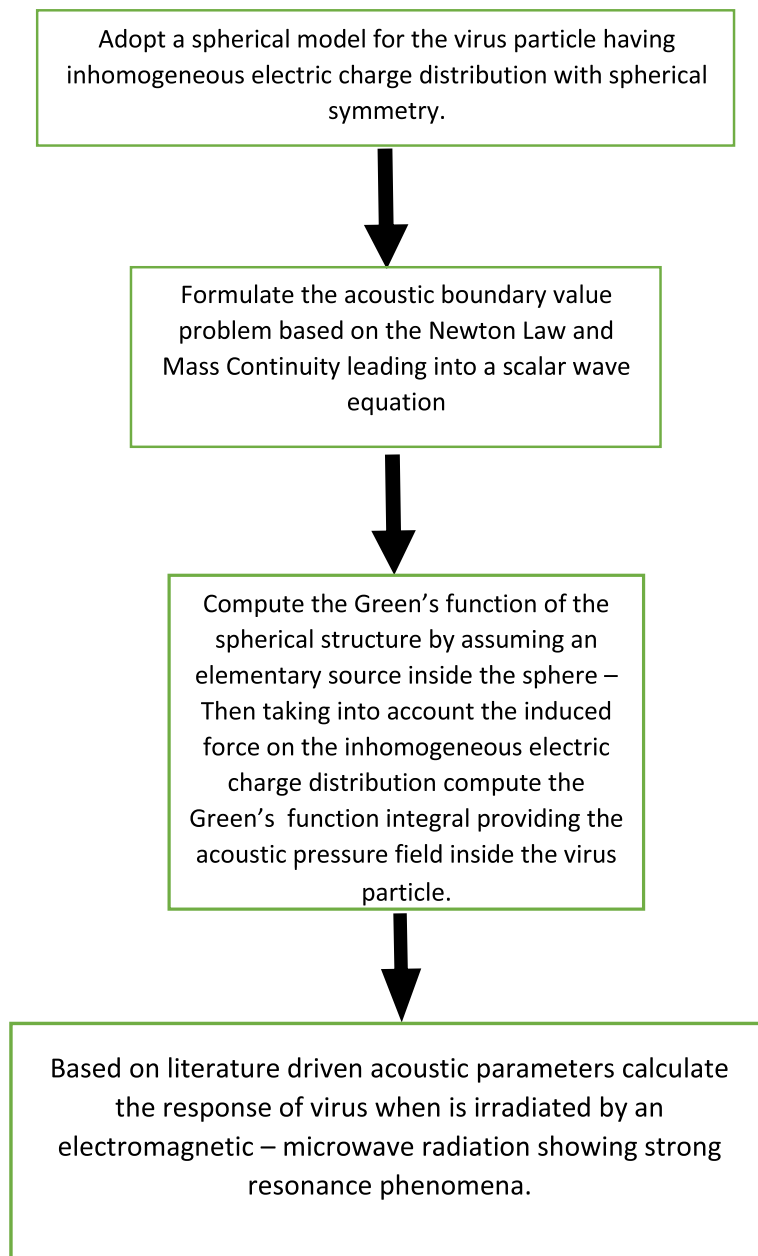 Adopt a spherical model for the virus particle having
inhomogeneous electric charge distribution with spherical
symmetry.
Formulate the acoustic boundary value
problem based on the Newton Law and
Mass Continuity leading into a scalar wave
equation
Compute the Green’s function of the
spherical structure by assuming an
elementary source inside the sphere –
Then taking into account the induced
force on the inhomogeneous electric
charge distribution compute the
Green’s  function integral providing the
acoustic pressure field inside the virus
particle.
Based on literature driven acoustic parameters calculate
the response of virus when is irradiated by an
electromagnetic – microwave radiation showing strong
resonance phenomena.